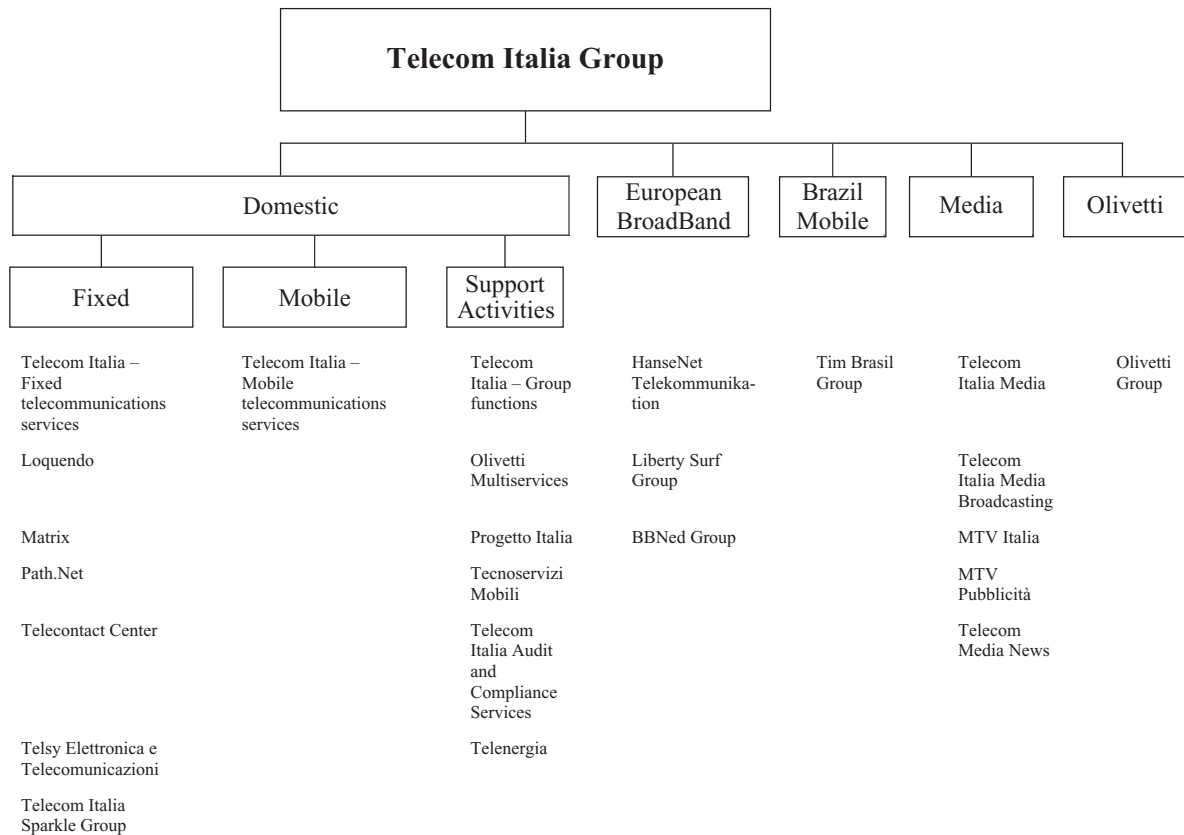 Telecom Italia Group
Domestic
European
BroadBand
Brazil
Mobile
Media
Olivetti
Fixed
Mobile
Support
Activities
Telecom Italia –
Fixed
telecommunications
services
Loquendo
Matrix
Path.Net
Telecontact Center
Telsy Elettronica e
Telecomunicazioni
Telecom Italia
Sparkle Group
Telecom Italia –
Mobile
telecommunications
services
Telecom
Italia – Group
functions
Olivetti
Multiservices
Progetto Italia
Tecnoservizi
Mobili
Telecom
Italia Audit
and
Compliance
Services
Telenergia
HanseNet
Telekommunika-
tion
Liberty Surf
Group
BBNed Group
Tim Brasil
Group
Telecom
Italia Media
Telecom
Italia Media
Broadcasting
MTV Italia
MTV
Pubblicità
Telecom
Media News
Olivetti
Group